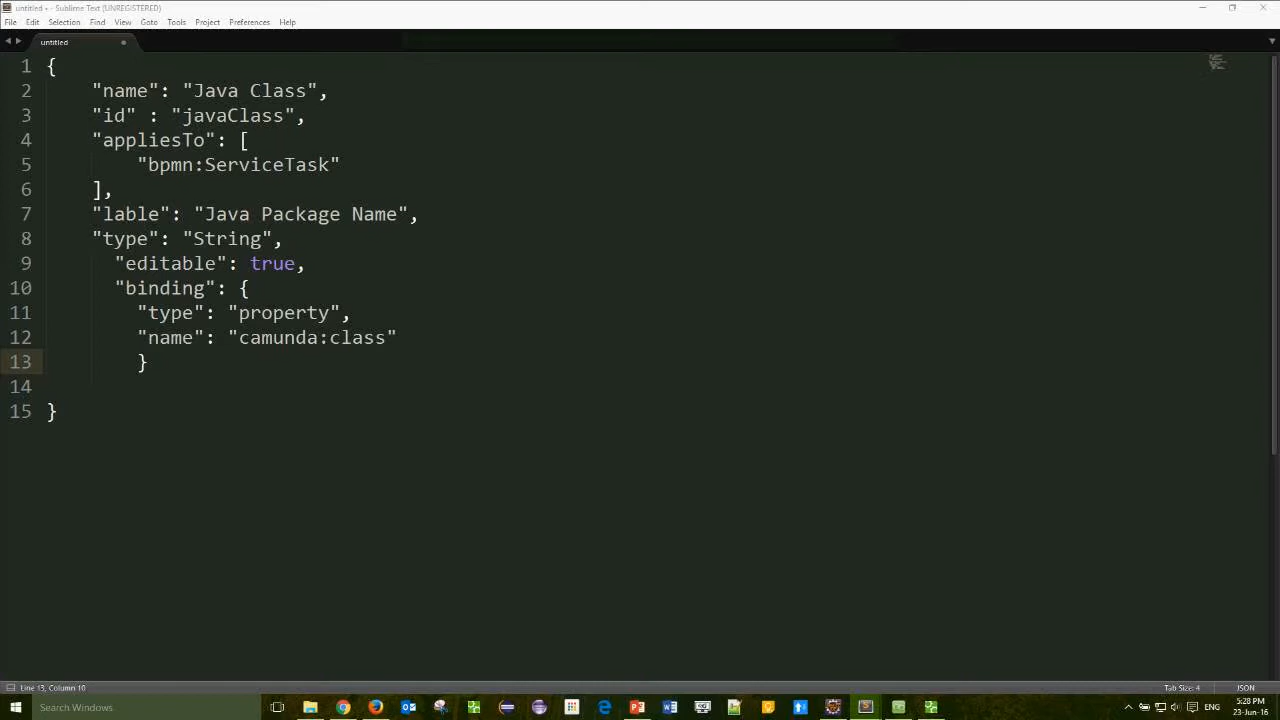 untitled • - Sublime Text (UNREGISTERED)
File Edit Selection Find View Goto Tools Project Preferences Help
untitled
1 {
2 "name": "Java Class",
3 "id" : "javaClass",
4 "appliesTo": [
5 "bpmn:ServiceTask"
6 ],
7 "lable": "Java Package Name",
8 "type": "String",
9 "editable": true,
10 "binding": {
11 "type": "property",
12 "name": "camunda:class"
13 }
14
15 }
Line 13, Column 10 Tab Size: 4 JSON
Search Windows ENG 5:28 PM
23-Jun-16